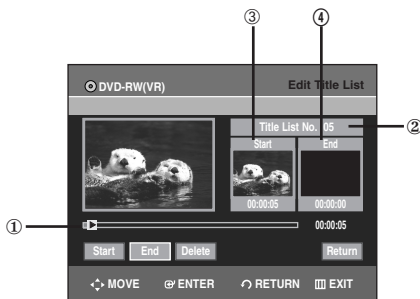 ③ ④
DVD-RW(VR) Edit Title List
Title List No. 05
②
Start End
00:00:05 00:00:00
① 00:00:05
Start End Delete Return
MOVE ENTER RETURN EXIT